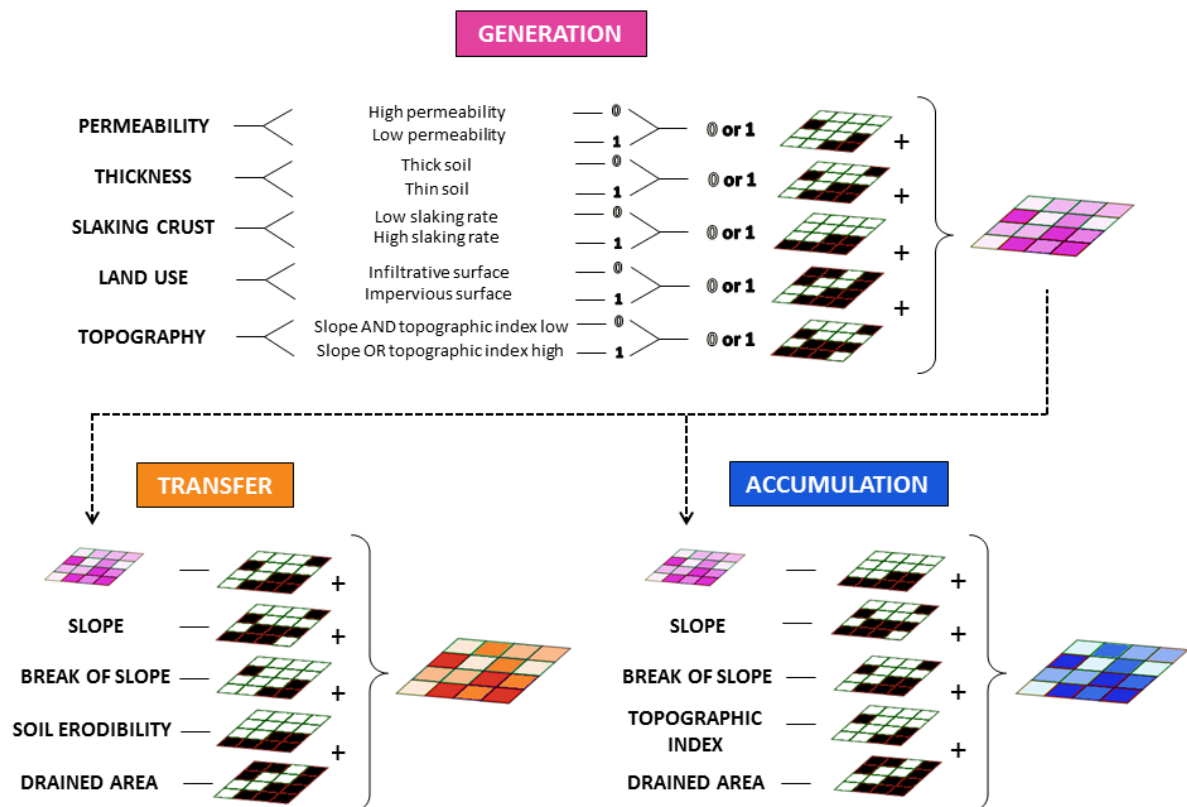 GENERATION
PERMEABILITY
High permeability
Low permeability
0
1
0 or 1
+
THICKNESS
Thick soil
Thin soil
0
1
0 or 1
+
SLAKING CRUST
Low slaking rate
High slaking rate
0
1
0 or 1
+
LAND USE
Infiltrative surface
Impervious surface
0
1
0 or 1
+
TOPOGRAPHY
Slope AND topographic index low
Slope OR topographic index high
0
1
0 or 1
TRANSFER
+
SLOPE
+
BREAK OF SLOPE
+
SOIL ERODIBILITY
+
DRAINED AREA
ACCUMULATION
+
SLOPE
+
BREAK OF SLOPE
+
TOPOGRAPHIC
INDEX
+
DRAINED AREA